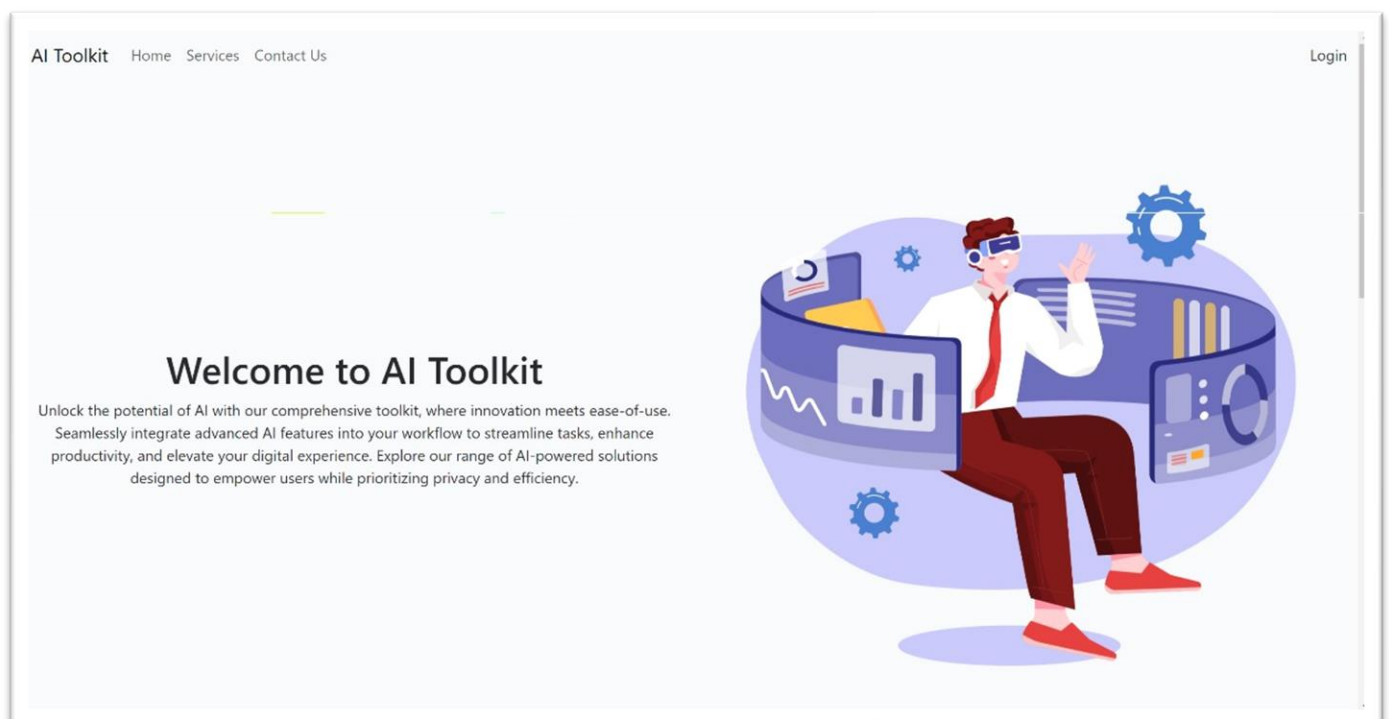 AI Toolkit Home Services Contact Us Login
Welcome to AI Toolkit
Unlock the potential of AI with our comprehensive toolkit, where innovation meets ease-of-use.
Seamlessly integrate advanced AI features into your workflow to streamline tasks, enhance
productivity, and elevate your digital experience. Explore our range of AI-powered solutions
designed to empower users while prioritizing privacy and efficiency.